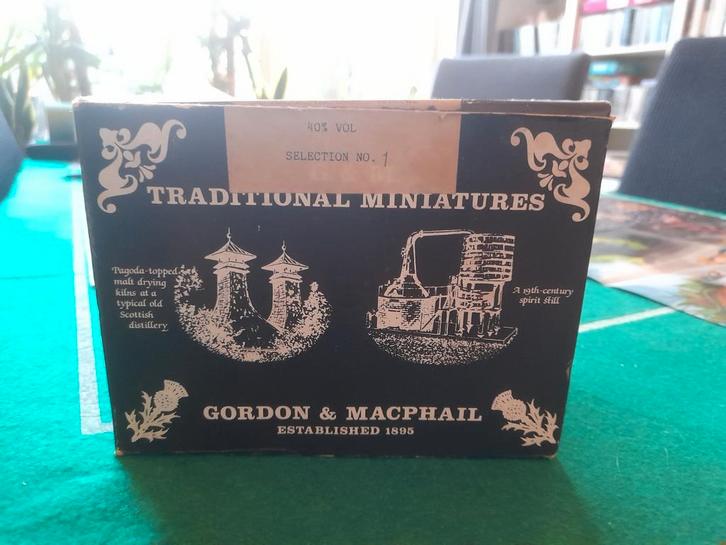 40% VOL
SELECTION NO. 1
TRADITIONAL MINIATURES
Pagoda-topped
malt drying
kilns at a
typical old
Scottish
distillery
A 19th-century
spirit still
GORDON & MACPHAIL
ESTABLISHED 1895